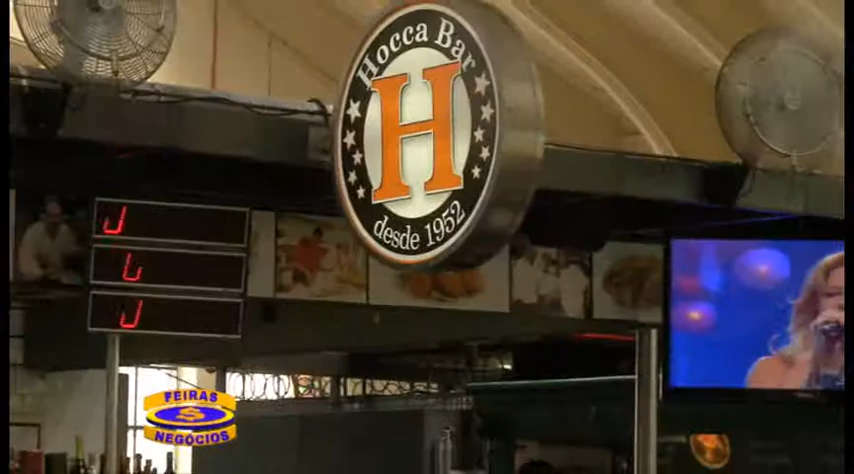 Hocca Bar
H
desde 1952
FEIRAS
$
NEGÓCIOS